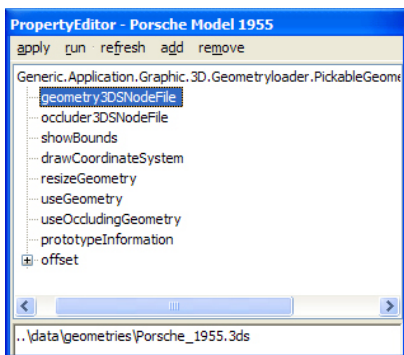 PropertyEditor - Porsche Model 1955
apply run refresh add remove
Generic.Application.Graphic.3D.Geometryloader.PickableGeome
geometry3DSNodeFile
occluder3DSNodeFile
showBounds
drawCoordinateSystem
resizeGeometry
useGeometry
useOccludingGeometry
prototypeInformation
offset
..\data\geometries\Porsche_1955.3ds